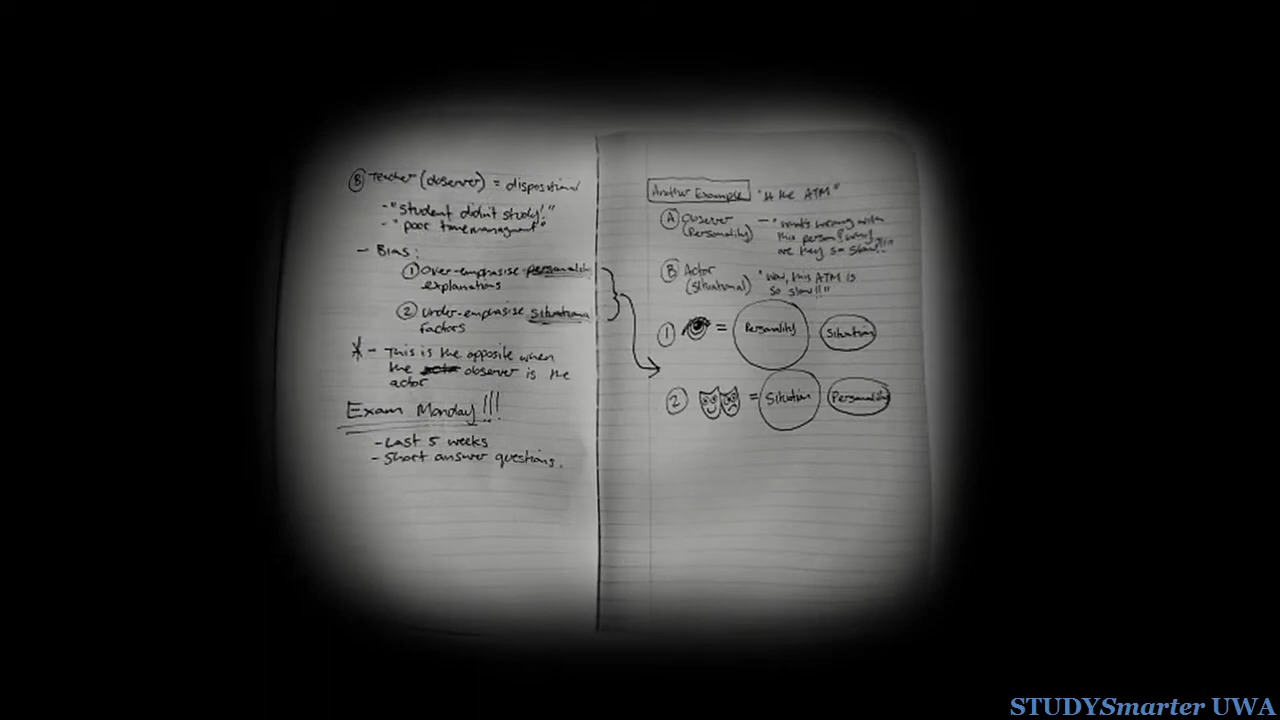 Ⓑ Teacher (observer) = dispositional
- "Student didn't study!"
- "poor time managment"
- Bias:
① Over-emphasise personality
explanations
② Under-emphasise situational
factors
* - This is the opposite when
the observer is the
actor
Exam Monday!!!
- Last 5 weeks
- Short answer questions.
Another Example "At the ATM"
Ⓐ Observer - "What's wrong with
(Personality) this person? Why
are they so slow?!!"
Ⓑ Actor "Wow, this ATM is
(Situational) so slow!!"
① = Personality Situation
② = Situation Personality
STUDYSmarter UWA